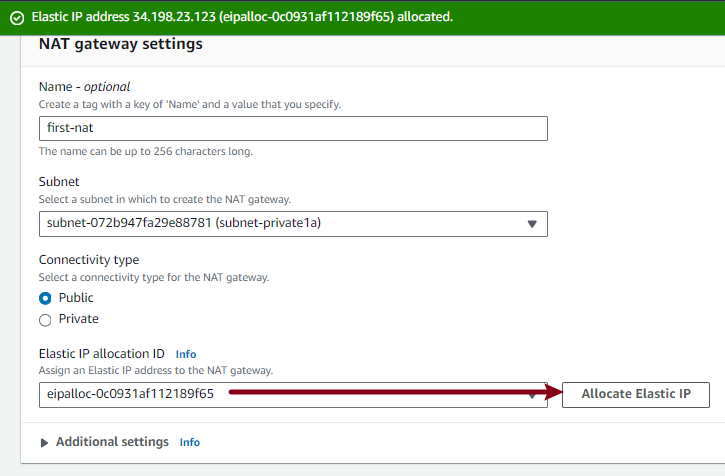 Elastic IP address 34.198.23.123 (eipalloc-0c0931af112189f65) allocated.
NAT gateway settings
Name - optional
Create a tag with a key of 'Name' and a value that you specify.
first-nat
The name can be up to 256 characters long.
Subnet
Select a subnet in which to create the NAT gateway.
subnet-072b947fa29e88781 (subnet-private1a)
Connectivity type
Select a connectivity type for the NAT gateway.
Public
Private
Elastic IP allocation ID Info
Assign an Elastic IP address to the NAT gateway.
eipalloc-0c0931af112189f65 Allocate Elastic IP
Additional settings Info